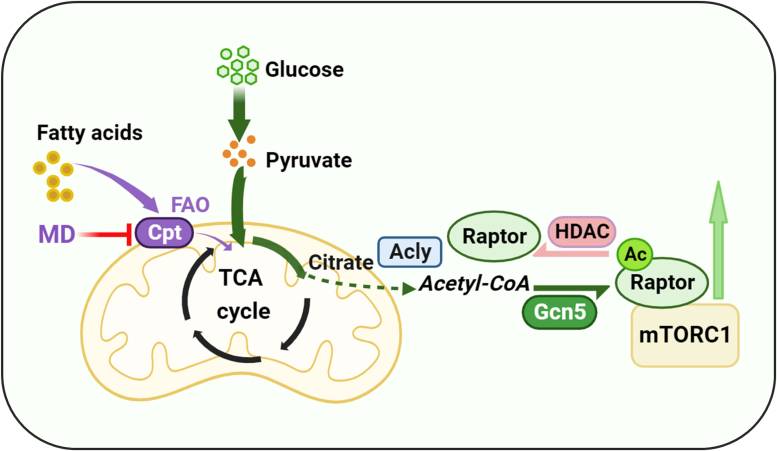 Glucose
Fatty acids
Pyruvate
FAO
MD
Cpt
TCA
cycle
Citrate
Acly
Acetyl-CoA
Gcn5
Raptor
HDAC
Ac
Raptor
mTORC1